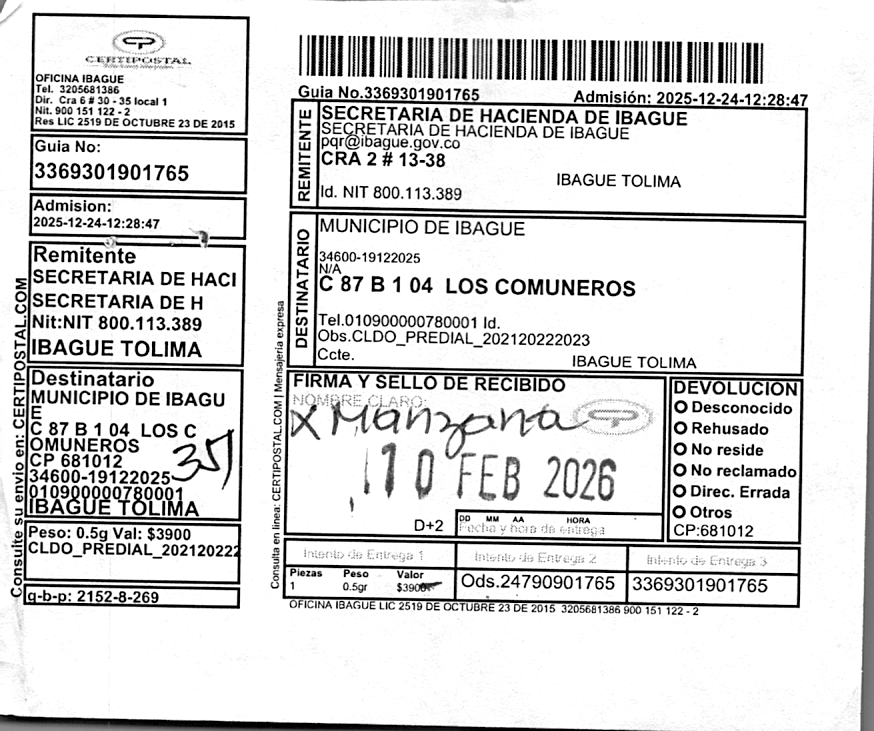 CERTIPOSTAL
OFICINA IBAGUE
Tel. 3205681386
Dir. Cra 6 # 30 - 35 local 1
Nit. 900 151 122 - 2
Res LIC 2519 DE OCTUBRE 23 DE 2015
Guia No:
3369301901765
Admision:
2025-12-24-12:28:47
Remitente
SECRETARIA DE HACI
SECRETARIA DE H
Nit:NIT 800.113.389
IBAGUE TOLIMA
Destinatario
MUNICIPIO DE IBAGU
E
C 87 B 1 04 LOS C
OMUNEROS
CP 681012
34600-19122025
010900000780001
IBAGUE TOLIMA
35
Peso: 0.5g Val: $3900
CLDO_PREDIAL_202120222
g-b-p: 2152-8-269
Consulte su envio en: CERTIPOSTAL.COM
Guia No.3369301901765
Admisión: 2025-12-24-12:28:47
REMITENTE
SECRETARIA DE HACIENDA DE IBAGUE
SECRETARIA DE HACIENDA DE IBAGUE
pqr@ibague.gov.co
CRA 2 # 13-38
IBAGUE TOLIMA
Id. NIT 800.113.389
DESTINATARIO
MUNICIPIO DE IBAGUE
34600-19122025
N/A
C 87 B 1 04 LOS COMUNEROS
Tel.010900000780001 Id.
Obs.CLDO_PREDIAL_202120222023
Ccte.
IBAGUE TOLIMA
Consulta en linea: CERTIPOSTAL.COM | Mensajería expresa
FIRMA Y SELLO DE RECIBIDO
NOMBRE CLARO:
X Manzana
10 FEB 2026
D+2
DD MM AA HORA
Fecha y hora de entrega
DEVOLUCION
Desconocido
Rehusado
No reside
No reclamado
Direc. Errada
Otros
CP:681012
Intento de Entrega 1
Intento de Entrega 2
Intento de Entrega 3
Piezas Peso Valor
1 0.5gr $3900
Ods.24790901765
3369301901765
OFICINA IBAGUE LIC 2519 DE OCTUBRE 23 DE 2015 3205681386 900 151 122 - 2